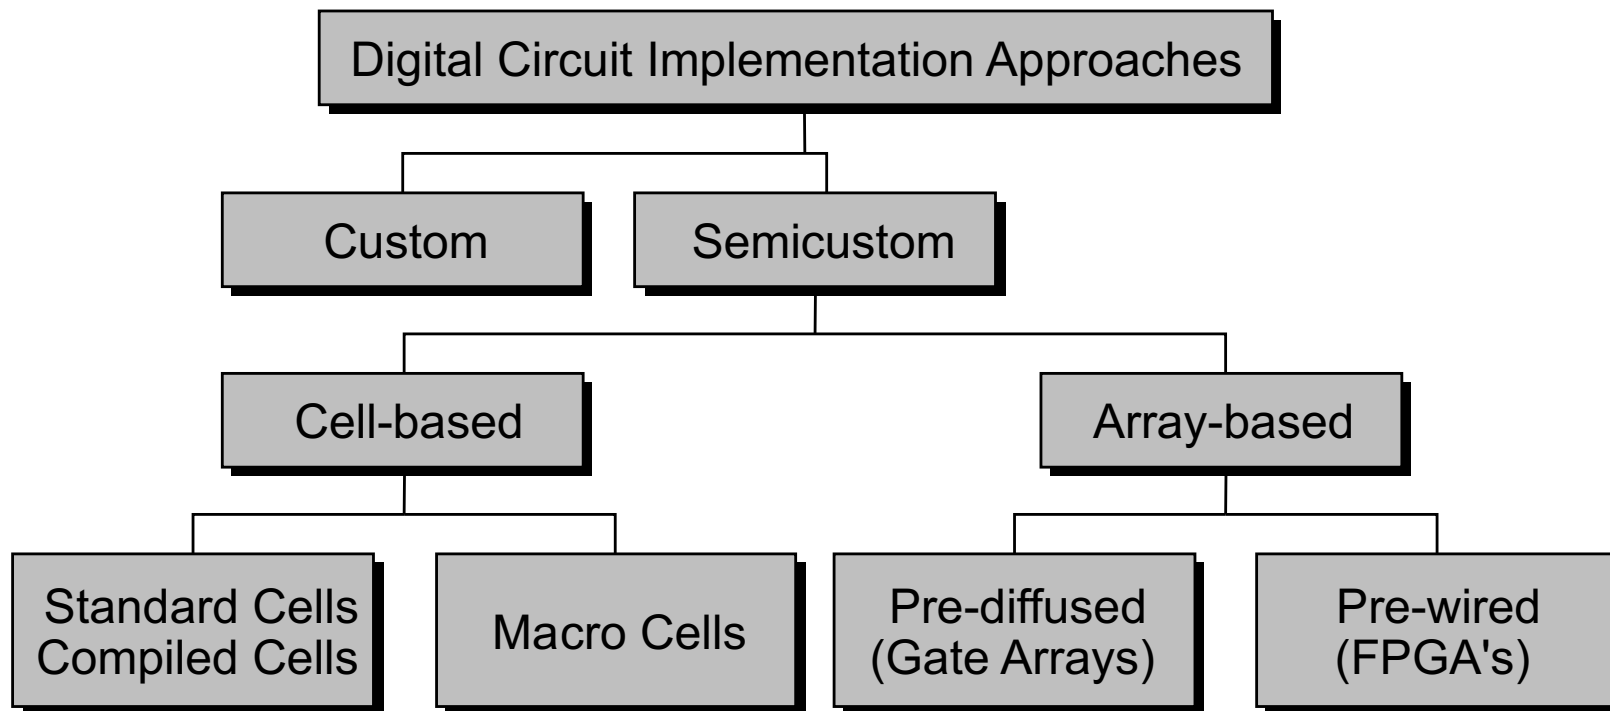 Digital Circuit Implementation Approaches
Custom
Semicustom
Cell-based
Array-based
Standard Cells
Compiled Cells
Macro Cells
Pre-diffused
(Gate Arrays)
Pre-wired
(FPGA's)